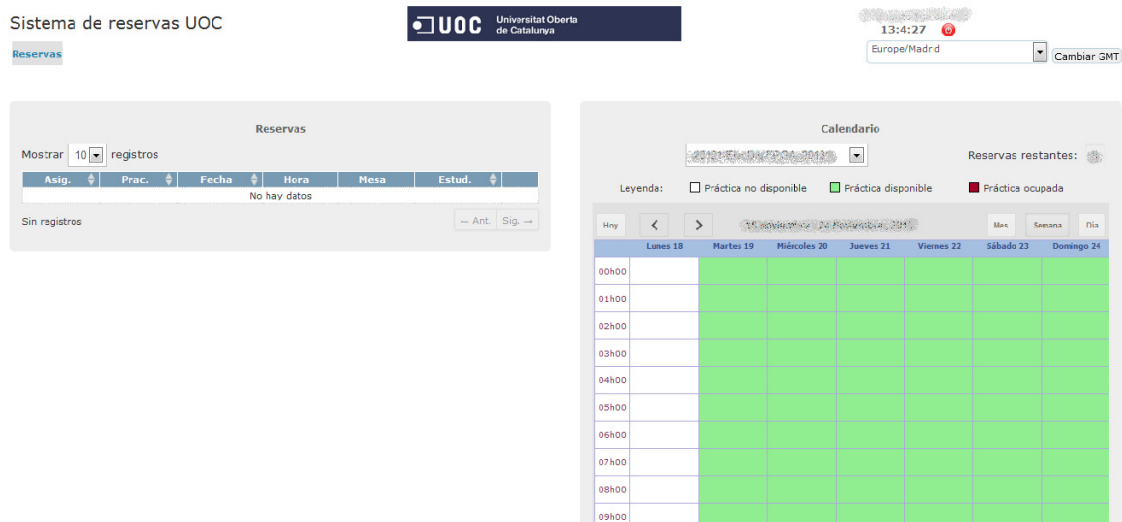 Sistema de reservas UOC
UOC Universitat Oberta
de Catalunya
13:4:27
Reservas
Europe/Madrd
Cambiar GMT
Reservas
Mostrar 10 registros
Asig. Prac. Fecha Hora Mesa Estud.
No hay datos
Sin registros
← Ant. Sig. →
Calendario
Reservas restantes:
Leyenda: Práctica no disponible Práctica disponible Práctica ocupada
Hoy < > Mes Semana Día
Lunes 18 Martes 19 Miércoles 20 Jueves 21 Viernes 22 Sábado 23 Domingo 24
00h00
01h00
02h00
03h00
04h00
05h00
06h00
07h00
08h00
09h00